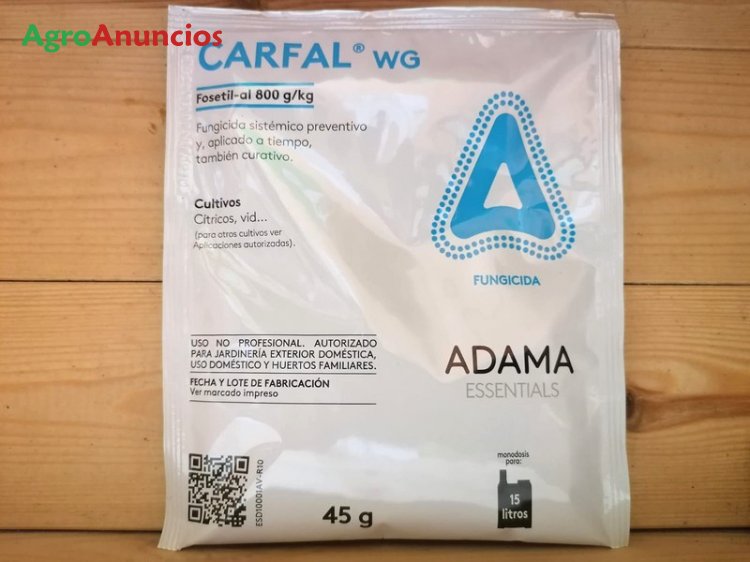 AgroAnuncios
CARFAL® WG
Fosetil-al 800 g/kg
Fungicida sistémico preventivo
y, aplicado a tiempo,
también curativo.
Cultivos
Cítricos, vid...
(para otros cultivos ver
Aplicaciones autorizadas).
FUNGICIDA
USO NO PROFESIONAL. AUTORIZADO
PARA JARDINERÍA EXTERIOR DOMÉSTICA,
USO DOMÉSTICO Y HUERTOS FAMILIARES.
FECHA Y LOTE DE FABRICACIÓN
Ver marcado impreso
ADAMA
ESSENTIALS
ESD10001AV-R10
45 g
monodosis
para:
15
litros